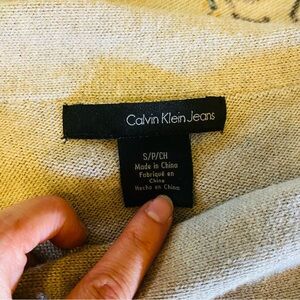 Calvin Klein Jeans
S/P/CH
Made in China
Fabriqué en
Chine
Hecho en China